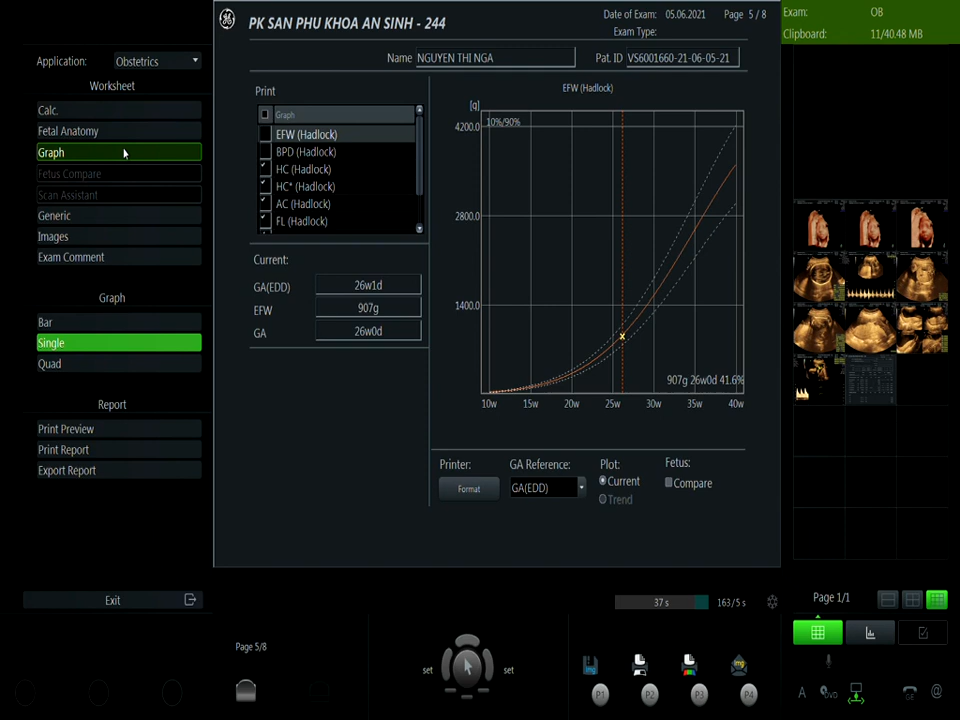 PK SAN PHU KHOA AN SINH - 244
Date of Exam: 05.06.2021 Page 5 / 8
Exam Type:
Exam: OB
Clipboard: 11/40.48 MB
Application: Obstetrics
Name NGUYEN THI NGA
Pat. ID VS6001660-21-06-05-21
Worksheet
Calc.
Fetal Anatomy
Graph
Fetus Compare
Scan Assistant
Generic
Images
Exam Comment
Graph
Bar
Single
Quad
Report
Print Preview
Print Report
Export Report
Exit
Print
Graph
EFW (Hadlock)
BPD (Hadlock)
HC (Hadlock)
HC* (Hadlock)
AC (Hadlock)
FL (Hadlock)
Current:
GA(EDD) 26w1d
EFW 907g
GA 26w0d
EFW (Hadlock)
[g]
10%/90%
4200.0
2800.0
1400.0
907g 26w0d 41.6%
10w 15w 20w 25w 30w 35w 40w
Printer: GA Reference: Plot: Fetus:
Format GA(EDD) Current Compare
Trend
37 s 163/5 s
Page 1/1
Page 5/8
set set
P1 P2 P3 P4
A DVD @